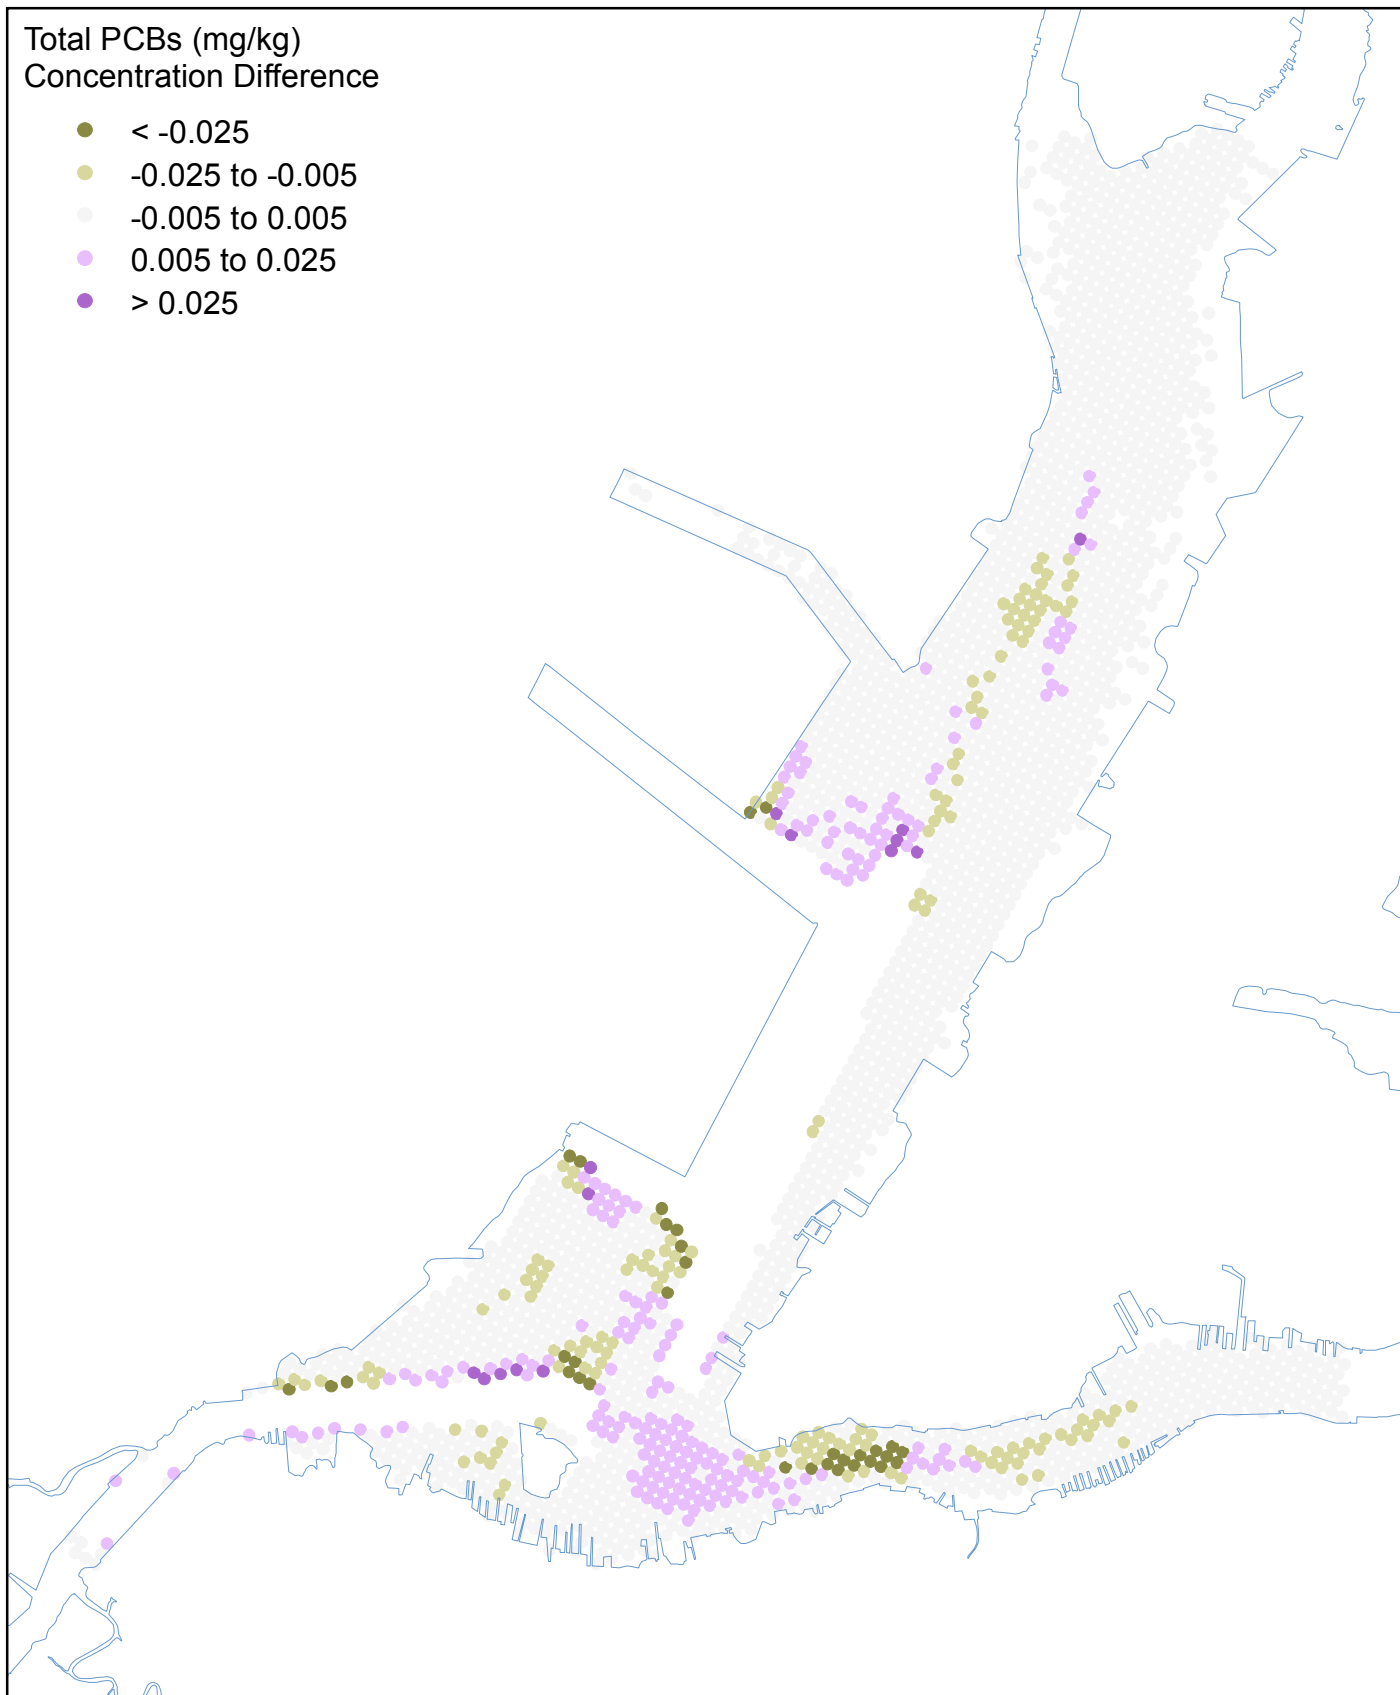 Total PCBs (mg/kg)
Concentration Difference
< -0.025
-0.025 to -0.005
-0.005 to 0.005
0.005 to 0.025
> 0.025